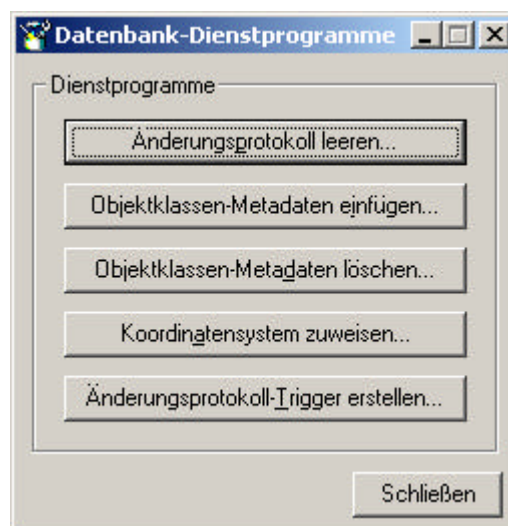 Datenbank-Dienstprogramme
Dienstprogramme
Änderungsprotokoll leeren...
Objektklassen-Metadaten einfügen...
Objektklassen-Metadaten löschen...
Koordinatensystem zuweisen...
Änderungsprotokoll-Trigger erstellen...
Schließen